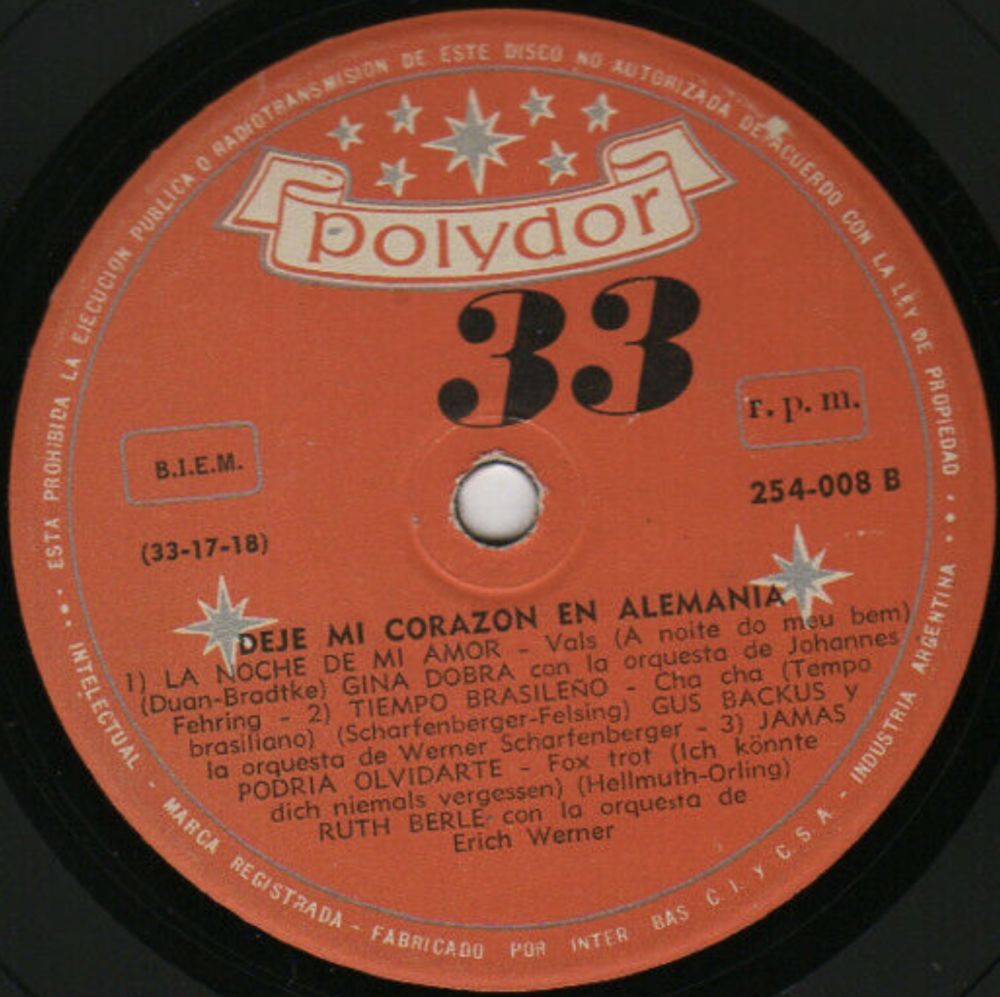 ESTA PROHIBIDA LA EJECUCION PUBLICA O RADIOTRANSMISION DE ESTE DISCO NO AUTORIZADA DE ACUERDO CON LA LEY DE PROPIEDAD
INTELECTUAL - MARCA REGISTRADA - FABRICADO POR INTER BAS C.I. Y C.S.A - INDUSTRIA ARGENTINA
polydor
33
r. p. m.
B.I.E.M.
254-008 B
(33-17-18)
DEJE MI CORAZON EN ALEMANIA
1) LA NOCHE DE MI AMOR - Vals (A noite do meu bem)
(Duan-Bradtke) GINA DOBRA con la orquesta de Johannes
Fehring - 2) TIEMPO BRASILEÑO - Cha cha (Tempo
brasiliano) (Scharfenberger-Felsing) GUS BACKUS y
la orquesta de Werner Scharfenberger - 3) JAMAS
PODRIA OLVIDARTE - Fox trot (Ich könnte
dich niemals vergessen) (Hellmuth-Orling)
RUTH BERLE con la orquesta de
Erich Werner